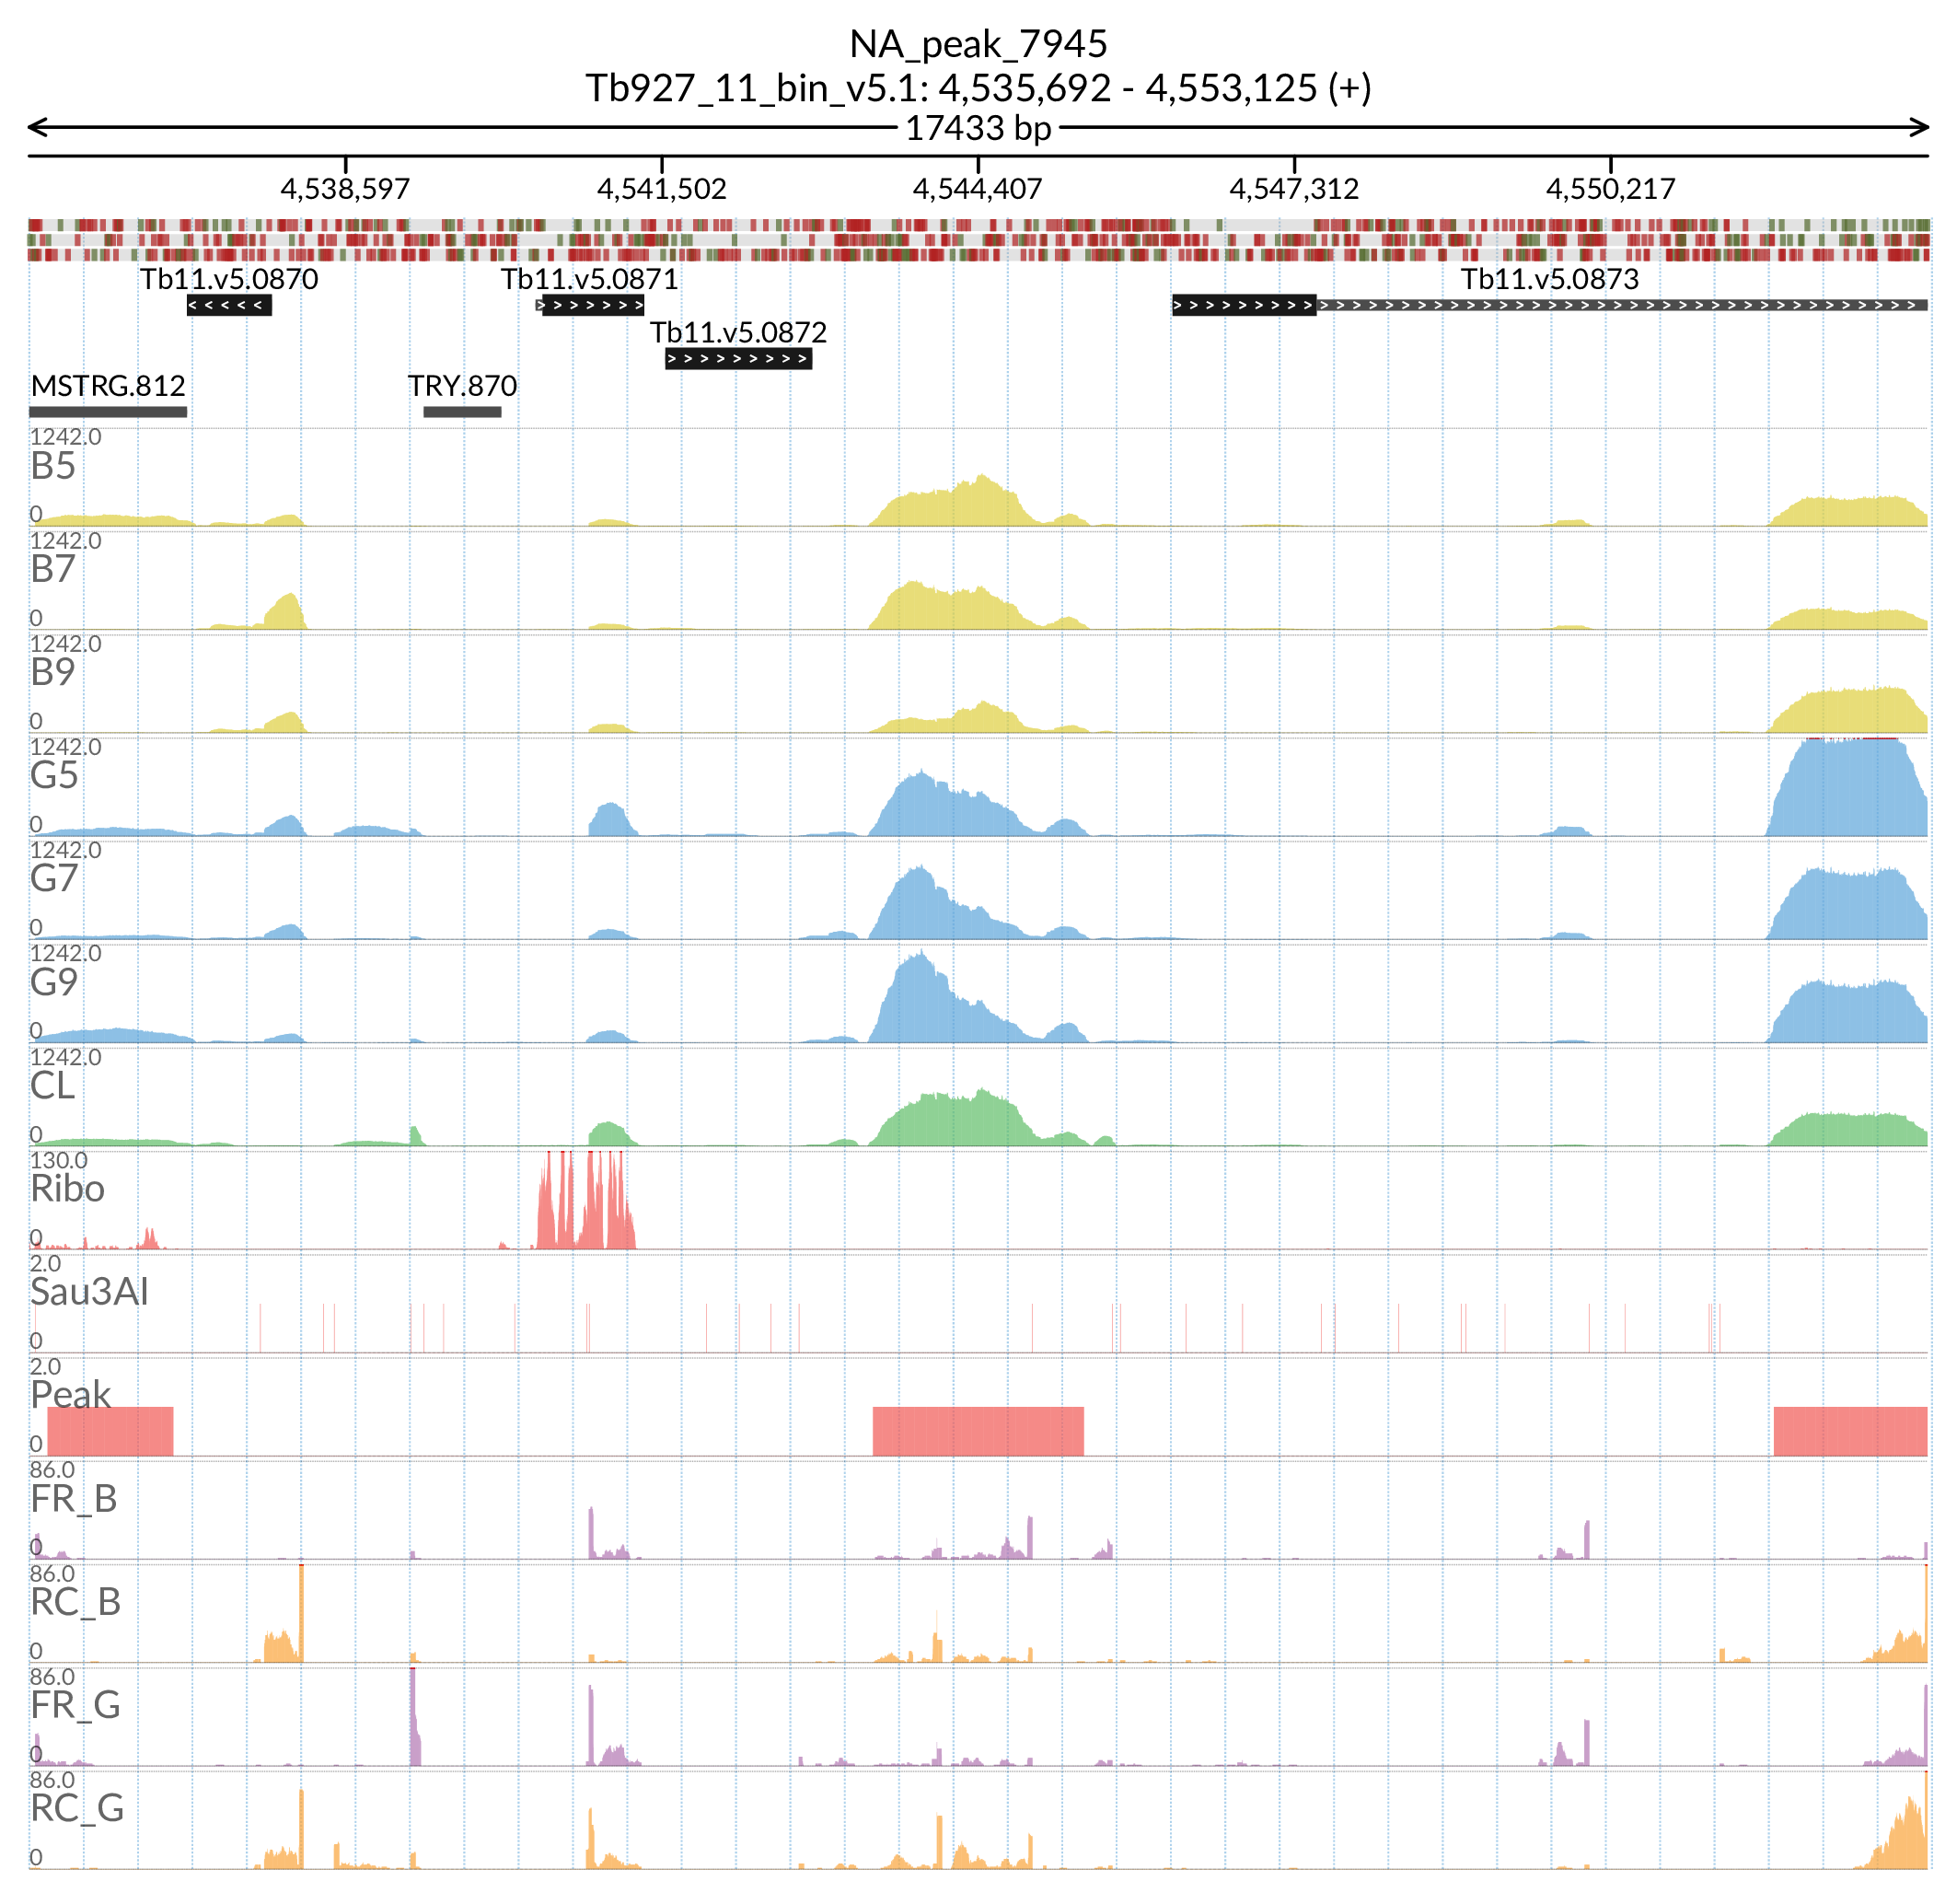 NA_peak_7945
Tb927_11_bin_v5.1: 4,535,692 - 4,553,125 (+)
17433 bp
4,538,597 4,541,502 4,544,407 4,547,312 4,550,217
Tb11.v5.0870 Tb11.v5.0871 Tb11.v5.0873
Tb11.v5.0872
MSTRG.812 TRY.870
1242.0
B5
0
1242.0
B7
0
1242.0
B9
0
1242.0
G5
0
1242.0
G7
0
1242.0
G9
0
1242.0
CL
0
130.0
Ribo
0
2.0
Sau3AI
0
2.0
Peak
0
86.0
FR_B
0
86.0
RC_B
0
86.0
FR_G
0
86.0
RC_G
0